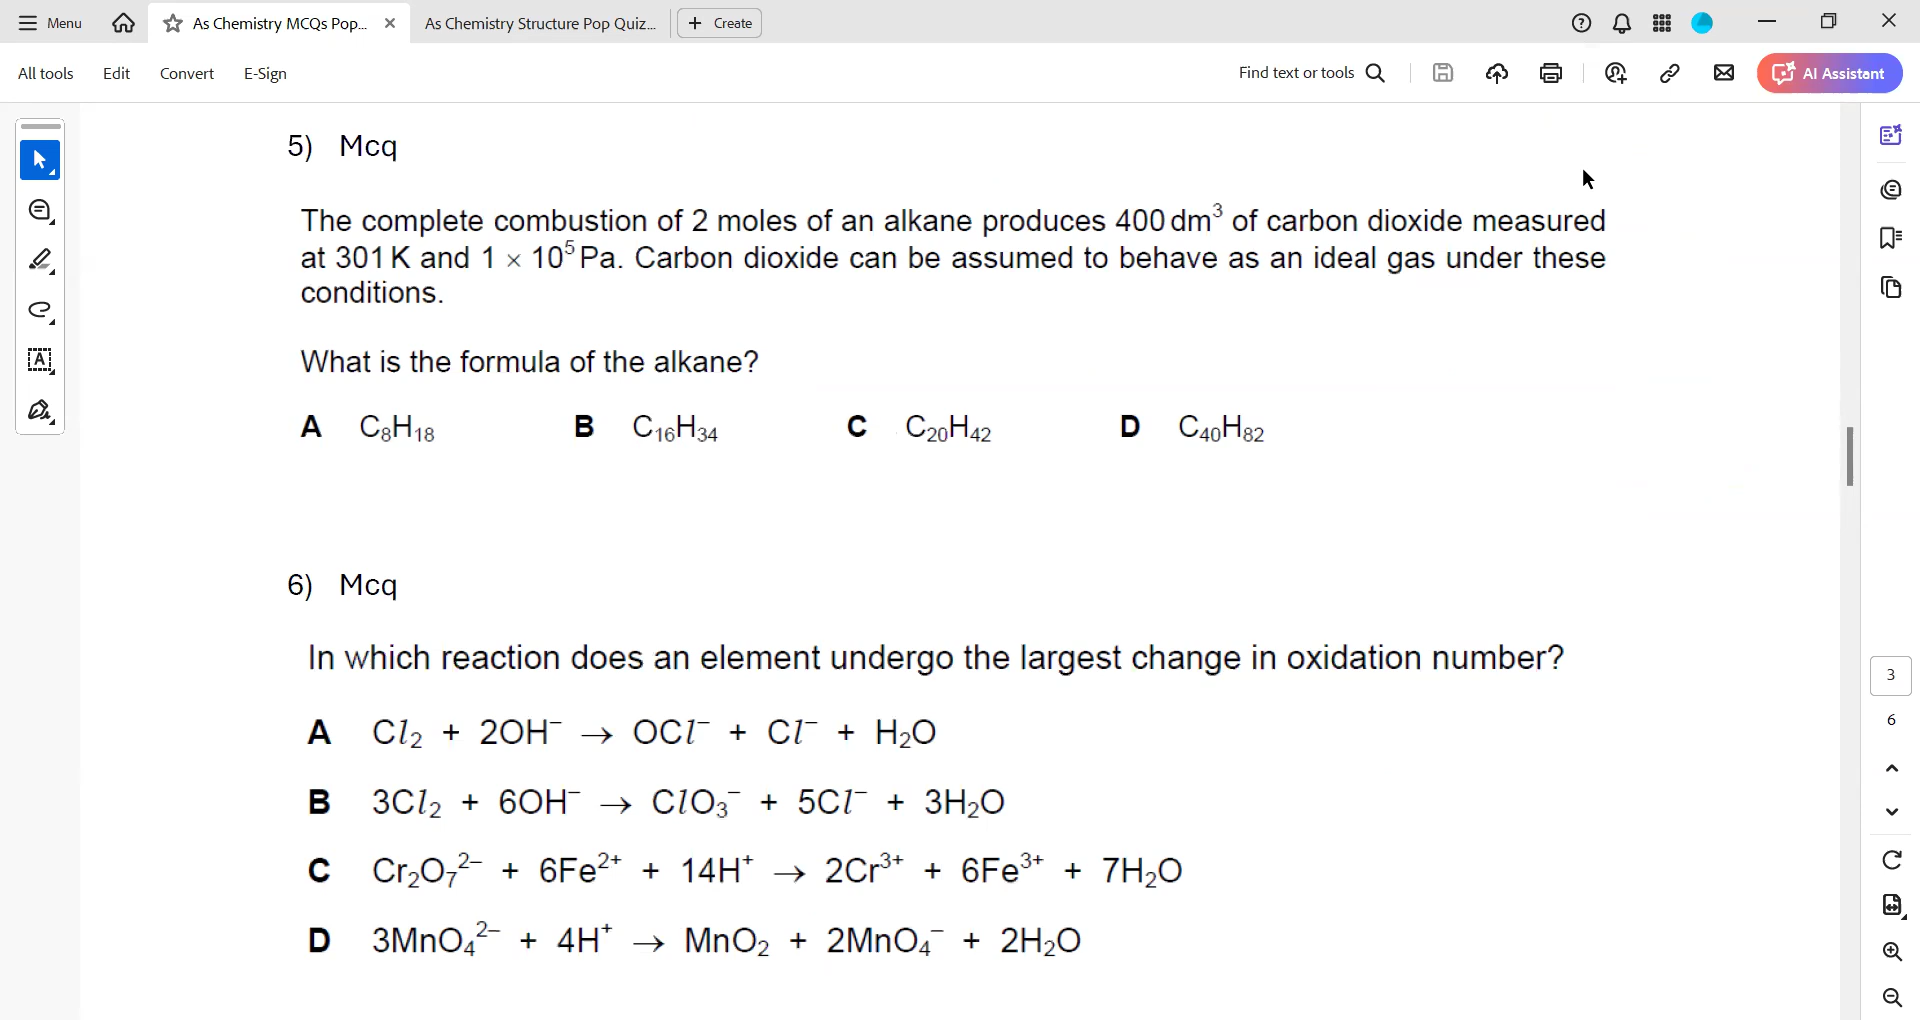 Menu
As Chemistry MCQs Pop...
As Chemistry Structure Pop Quiz...
+ Create
All tools
Edit
Convert
E-Sign
Find text or tools
AI Assistant
5) Mcq
The complete combustion of 2 moles of an alkane produces 400 dm³ of carbon dioxide measured
at 301 K and 1 × 10⁵ Pa. Carbon dioxide can be assumed to behave as an ideal gas under these
conditions.
What is the formula of the alkane?
A C₈H₁₈ B C₁₆H₃₄ C C₂₀H₄₂ D C₄₀H₈₂
6) Mcq
In which reaction does an element undergo the largest change in oxidation number?
A Cl₂ + 2OH⁻ → OCl⁻ + Cl⁻ + H₂O
B 3Cl₂ + 6OH⁻ → ClO₃⁻ + 5Cl⁻ + 3H₂O
C Cr₂O₇²⁻ + 6Fe²⁺ + 14H⁺ → 2Cr³⁺ + 6Fe³⁺ + 7H₂O
D 3MnO₄²⁻ + 4H⁺ → MnO₂ + 2MnO₄⁻ + 2H₂O
3
6